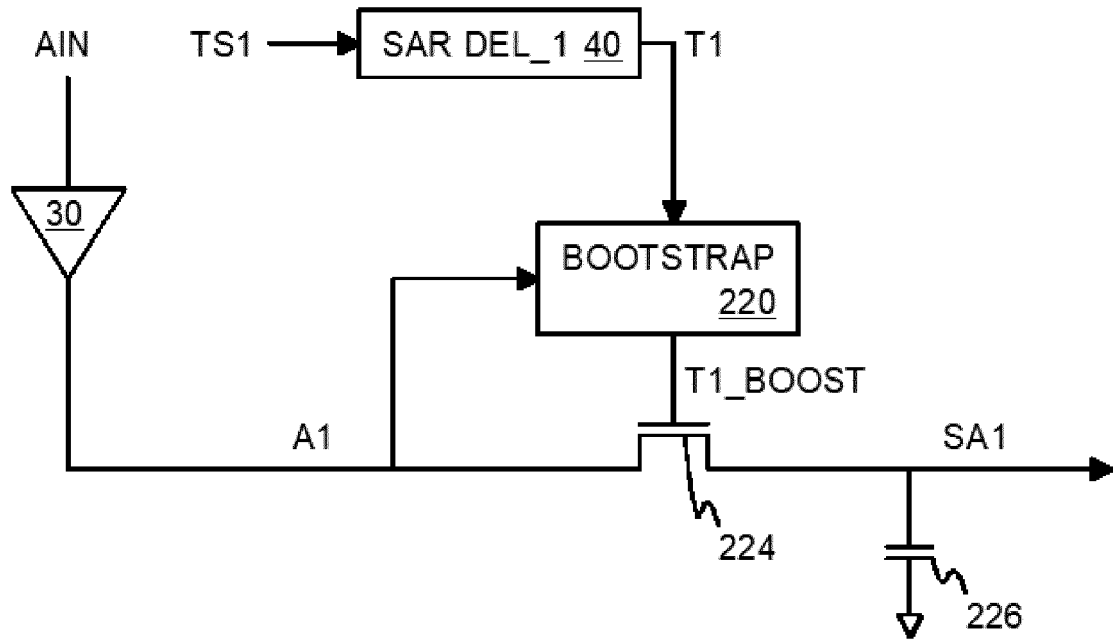 AIN
TS1
SAR DEL_1 40
T1
30
BOOTSTRAP
220
T1_BOOST
A1
SA1
224
226